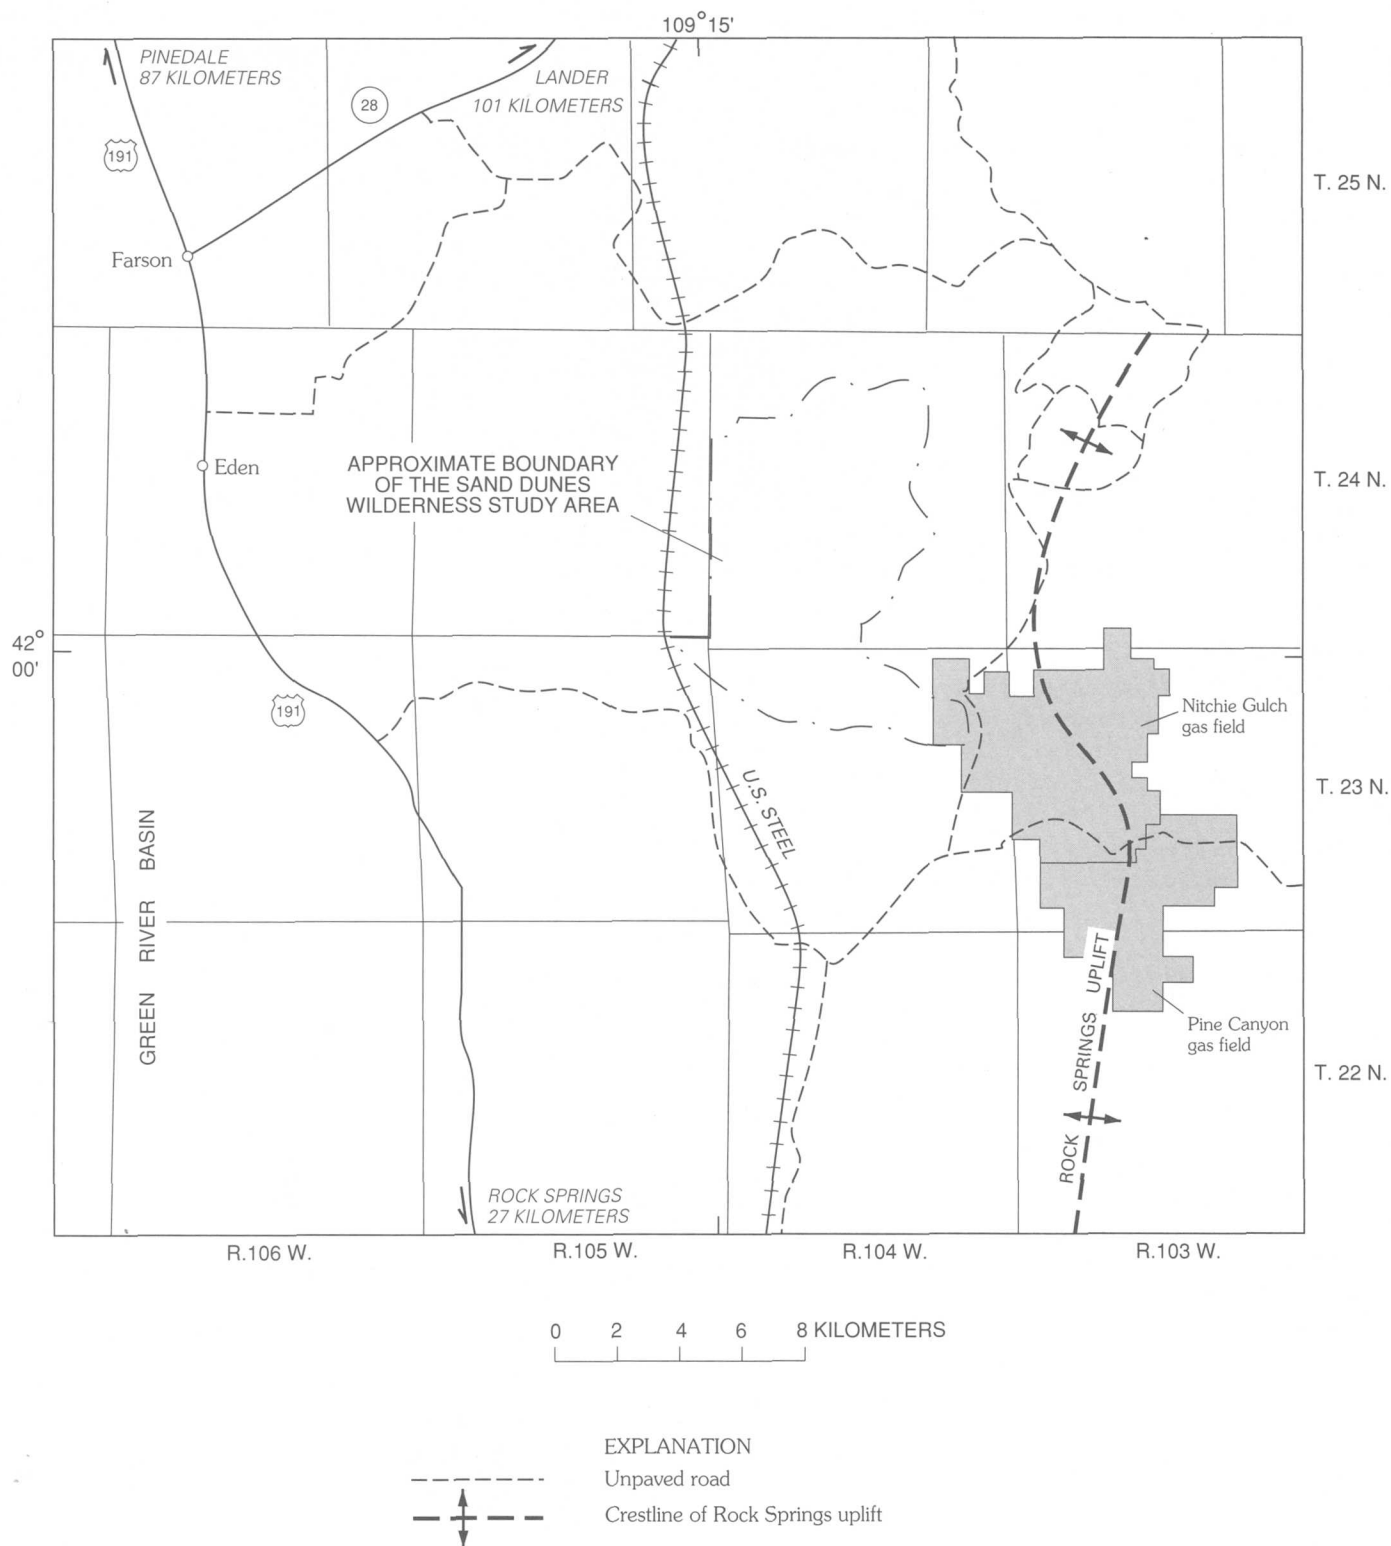 109°15'
PINEDALE
87 KILOMETERS
LANDER
101 KILOMETERS
28
191
T. 25 N.
Farson
APPROXIMATE BOUNDARY
OF THE SAND DUNES
WILDERNESS STUDY AREA
Eden
T. 24 N.
42°
00'
191
Nitchie Gulch
gas field
U.S. STEEL
T. 23 N.
GREEN RIVER BASIN
ROCK SPRINGS UPLIFT
Pine Canyon
gas field
T. 22 N.
ROCK SPRINGS
27 KILOMETERS
R.106 W.
R.105 W.
R.104 W.
R.103 W.
0 2 4 6 8 KILOMETERS
EXPLANATION
Unpaved road
Crestline of Rock Springs uplift